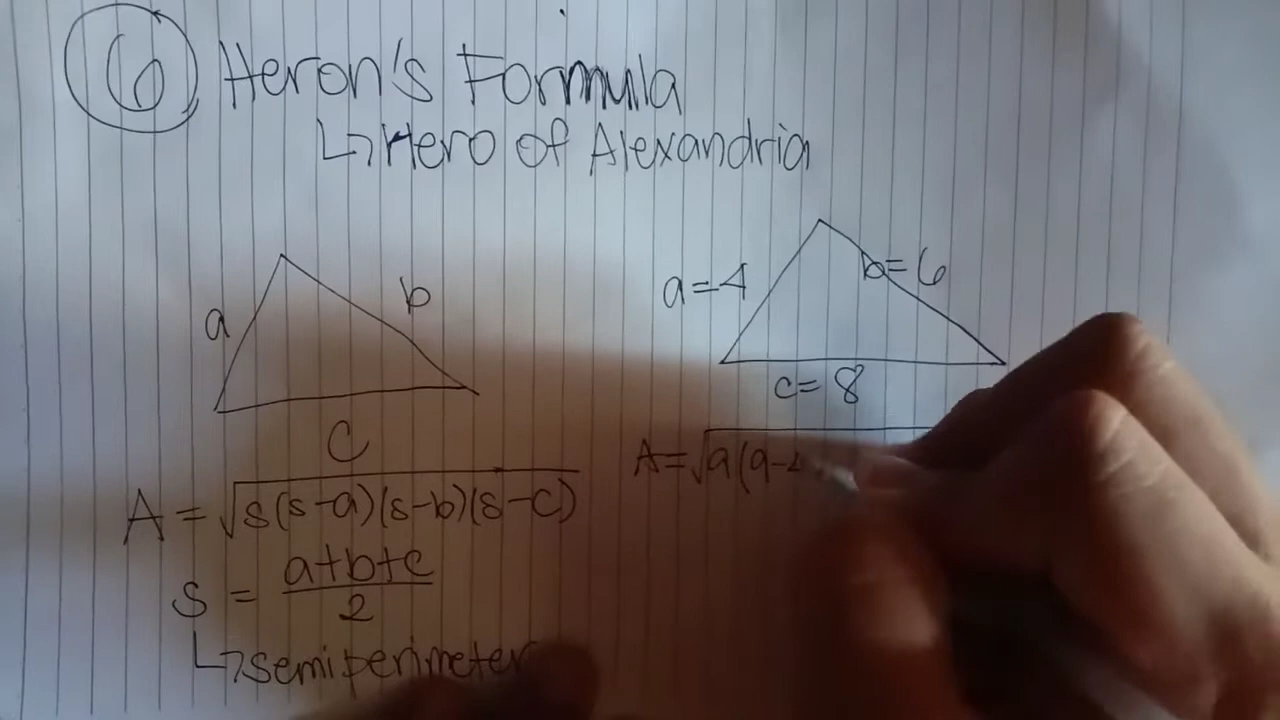 6 Heron's Formula
↳Hero of Alexandria
a
b
C
A = √s(s-a)(s-b)(s-c)
s = a+b+c/2
↳semiperimeter
a=4
b=6
c=8
A=√9(9-4